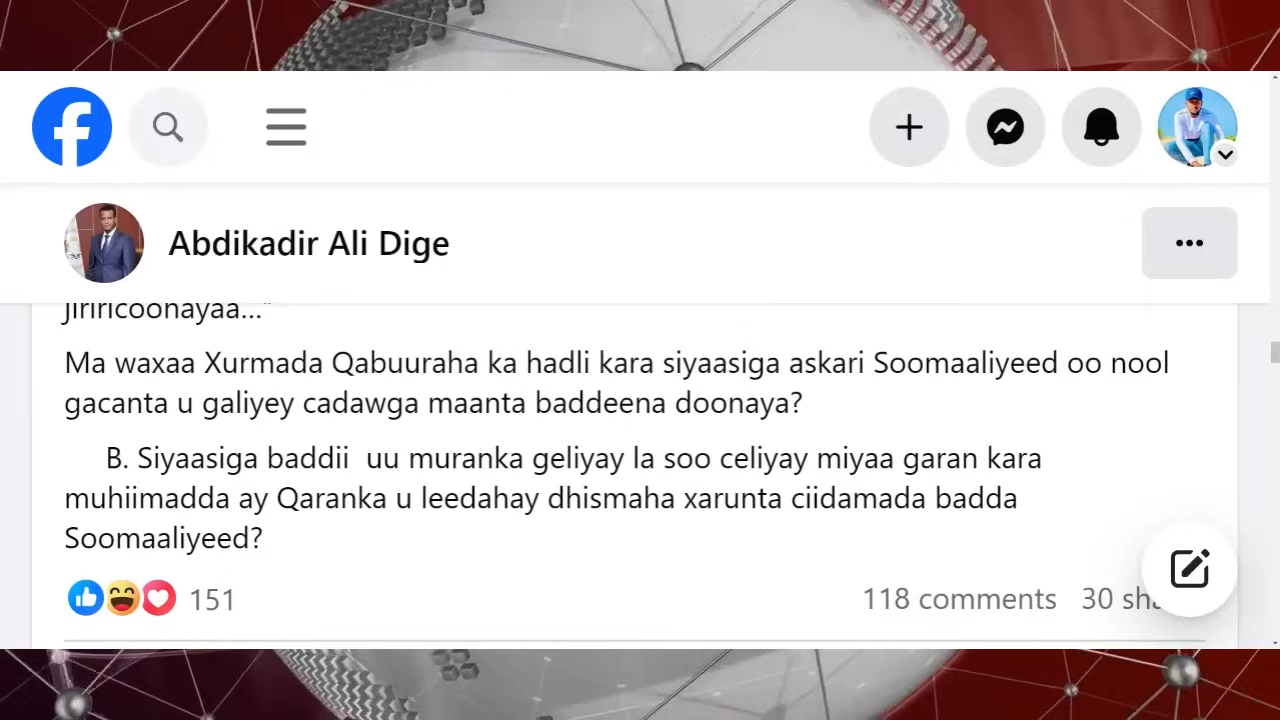 Abdikadir Ali Dige
jiriricoonayaa..."
Ma waxaa Xurmada Qabuuraha ka hadli kara siyaasiga askari Soomaaliyeed oo nool
gacanta u galiyey cadawga maanta baddeena doonaya?
B. Siyaasiga baddii uu muranka geliyay la soo celiyay miyaa garan kara
muhiimadda ay Qaranka u leedahay dhismaha xarunta ciidamada badda
Soomaaliyeed?
151
118 comments 30